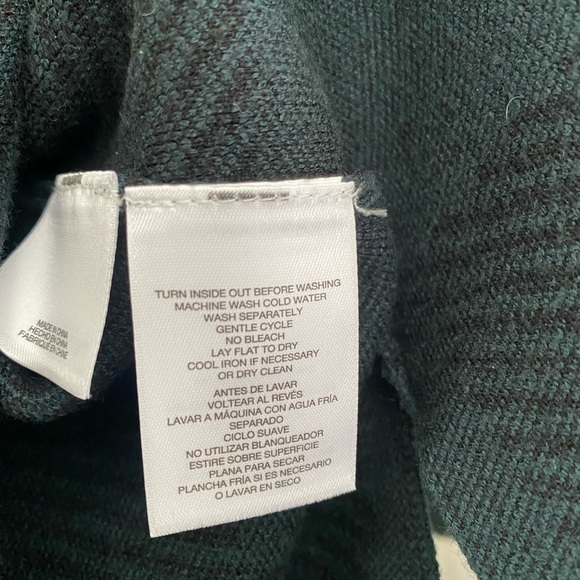 MADE IN CHINA
HECHO EN CHINA
FABRIQUÉ EN CHINE
TURN INSIDE OUT BEFORE WASHING
MACHINE WASH COLD WATER
WASH SEPARATELY
GENTLE CYCLE
NO BLEACH
LAY FLAT TO DRY
COOL IRON IF NECESSARY
OR DRY CLEAN
ANTES DE LAVAR
VOLTEAR AL REVÉS
LAVAR A MÁQUINA CON AGUA FRÍA
SEPARADO
CICLO SUAVE
NO UTILIZAR BLANQUEADOR
ESTIRE SOBRE SUPERFICIE
PLANA PARA SECAR
PLANCHA FRÍA SI ES NECESARIO
O LAVAR EN SECO